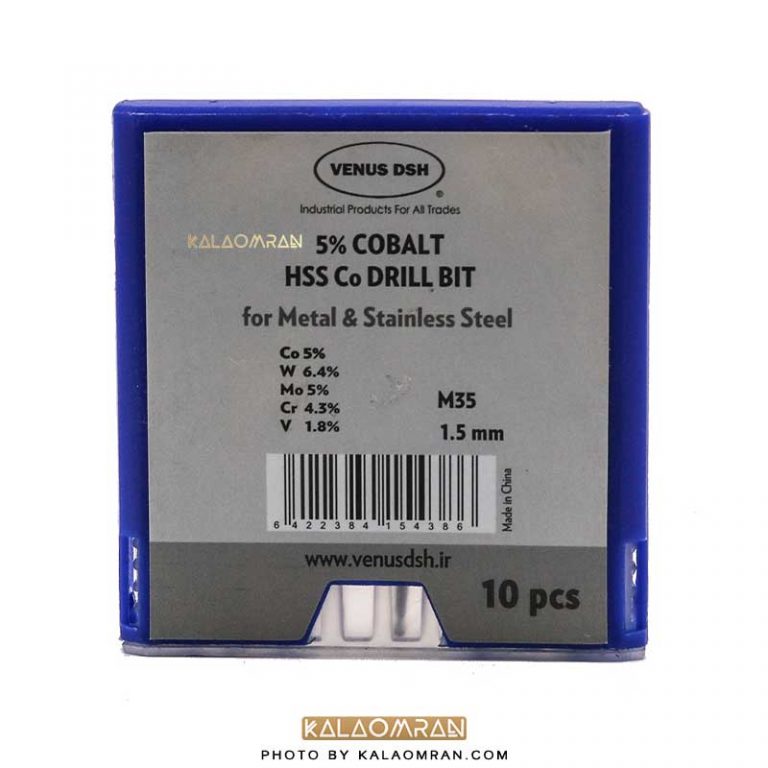 VENUS DSH
®
Industrial Products For All Trades
KALAOMRAN
5% COBALT
HSS Co DRILL BIT
for Metal & Stainless Steel
Co 5%
W 6.4%
Mo 5%
Cr 4.3%
V 1.8%
M35
1.5 mm
6 422384 154386
Made in China
www.venusdsh.ir
10 pcs
KALAOMRAN
PHOTO BY KALAOMRAN.COM